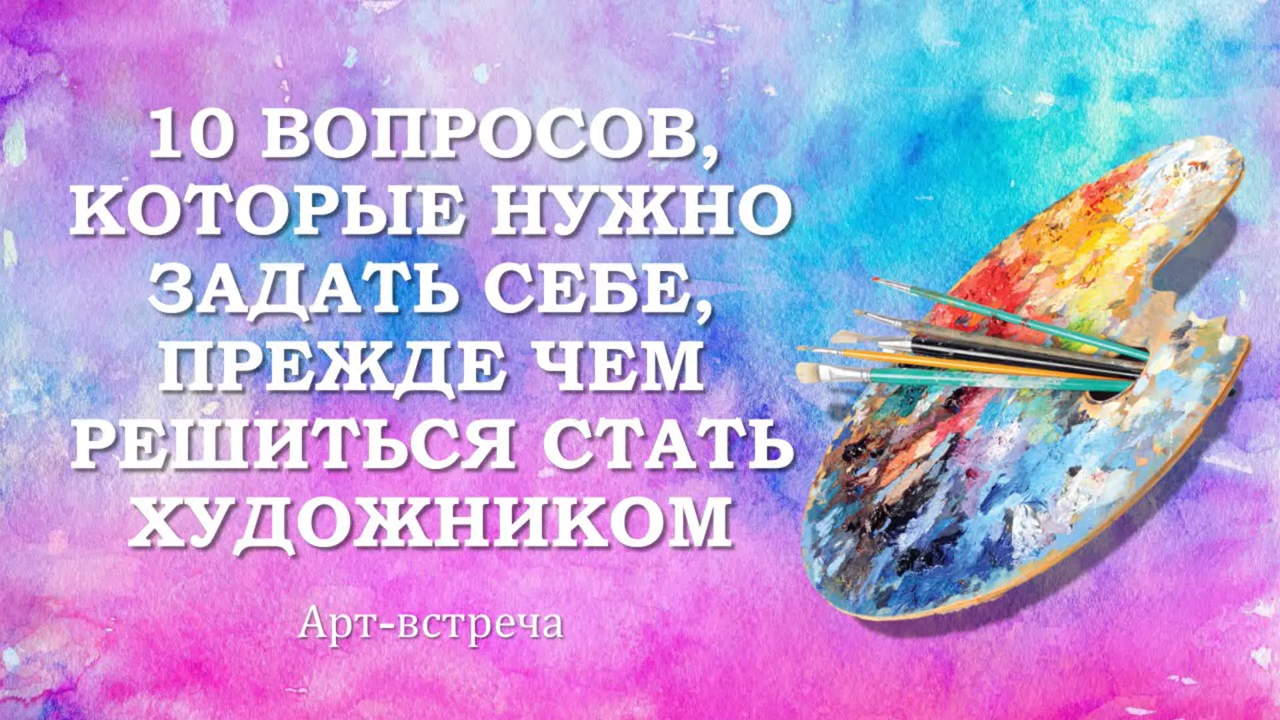 10 ВОПРОСОВ,
КОТОРЫЕ НУЖНО
ЗАДАТЬ СЕБЕ,
ПРЕЖДЕ ЧЕМ
РЕШИТЬСЯ СТАТЬ
ХУДОЖНИКОМ
Арт-встреча